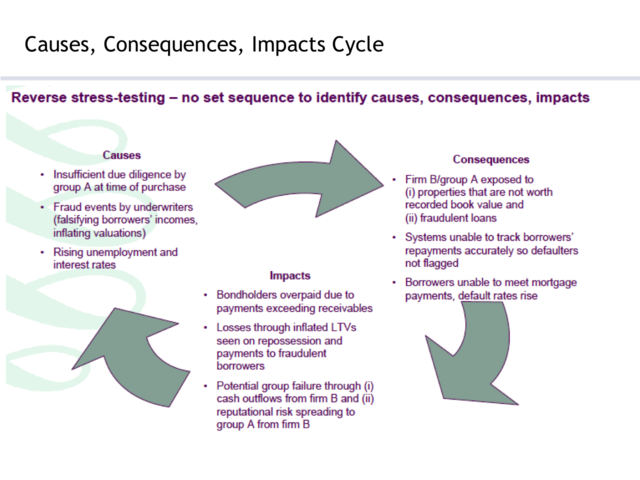 Causes, Consequences, Impacts Cycle
Reverse stress-testing – no set sequence to identify causes, consequences, impacts
Causes
• Insufficient due diligence by
group A at time of purchase
• Fraud events by underwriters
(falsifying borrowers' incomes,
inflating valuations)
• Rising unemployment and
interest rates
Consequences
• Firm B/group A exposed to
(i) properties that are not worth
recorded book value and
(ii) fraudulent loans
• Systems unable to track borrowers'
repayments accurately so defaulters
not flagged
• Borrowers unable to meet mortgage
payments, default rates rise
Impacts
• Bondholders overpaid due to
payments exceeding receivables
• Losses through inflated LTVs
seen on repossession and
payments to fraudulent
borrowers
• Potential group failure through (i)
cash outflows from firm B and (ii)
reputational risk spreading to
group A from firm B